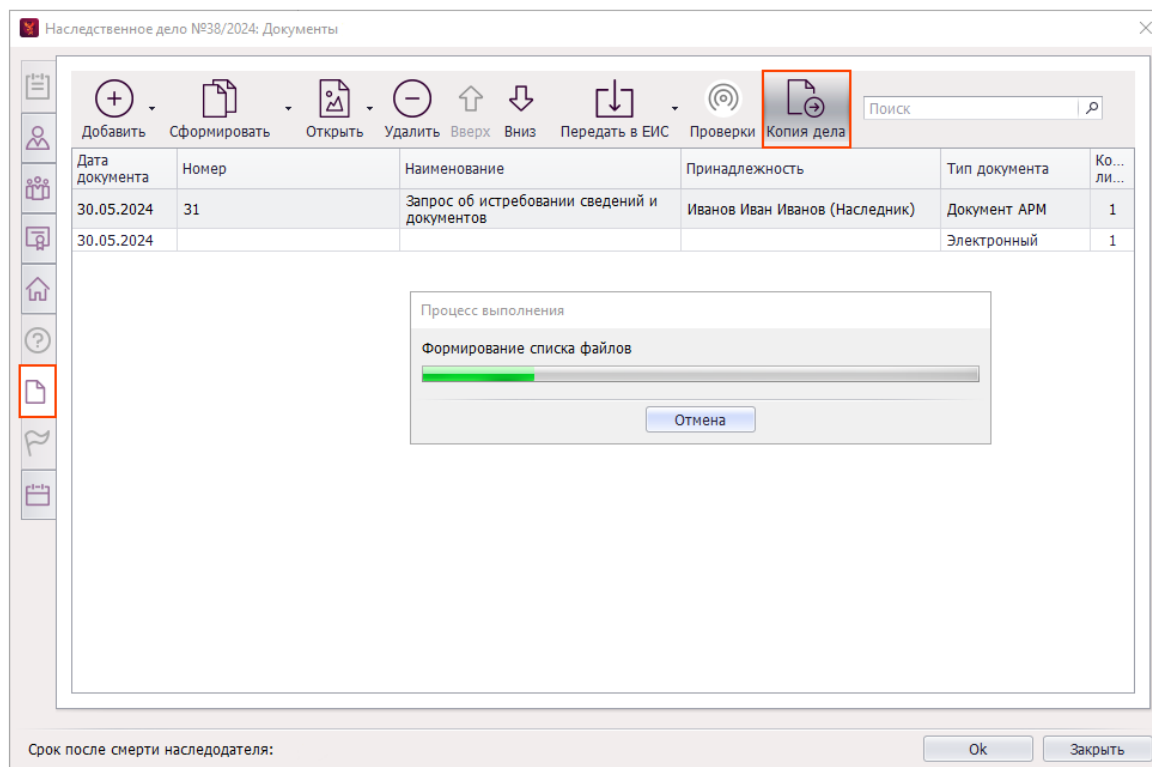 Наследственное дело №38/2024: Документы
Добавить Сформировать Открыть Удалить Вверх Вниз Передать в ЕИС Проверки Копия дела Поиск
Дата документа Номер Наименование Принадлежность Тип документа Ко... ли...
30.05.2024 31 Запрос об истребовании сведений и документов Иванов Иван Иванов (Наследник) Документ АРМ 1
30.05.2024 Электронный 1
Процесс выполнения
Формирование списка файлов
Отмена
Срок после смерти наследодателя: Ok Закрыть